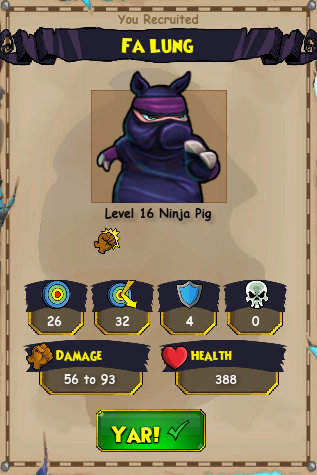 You Recruited
FA LUNG
Level 16 Ninja Pig
26 32 4 0
DAMAGE HEALTH
56 to 93 388
YAR!